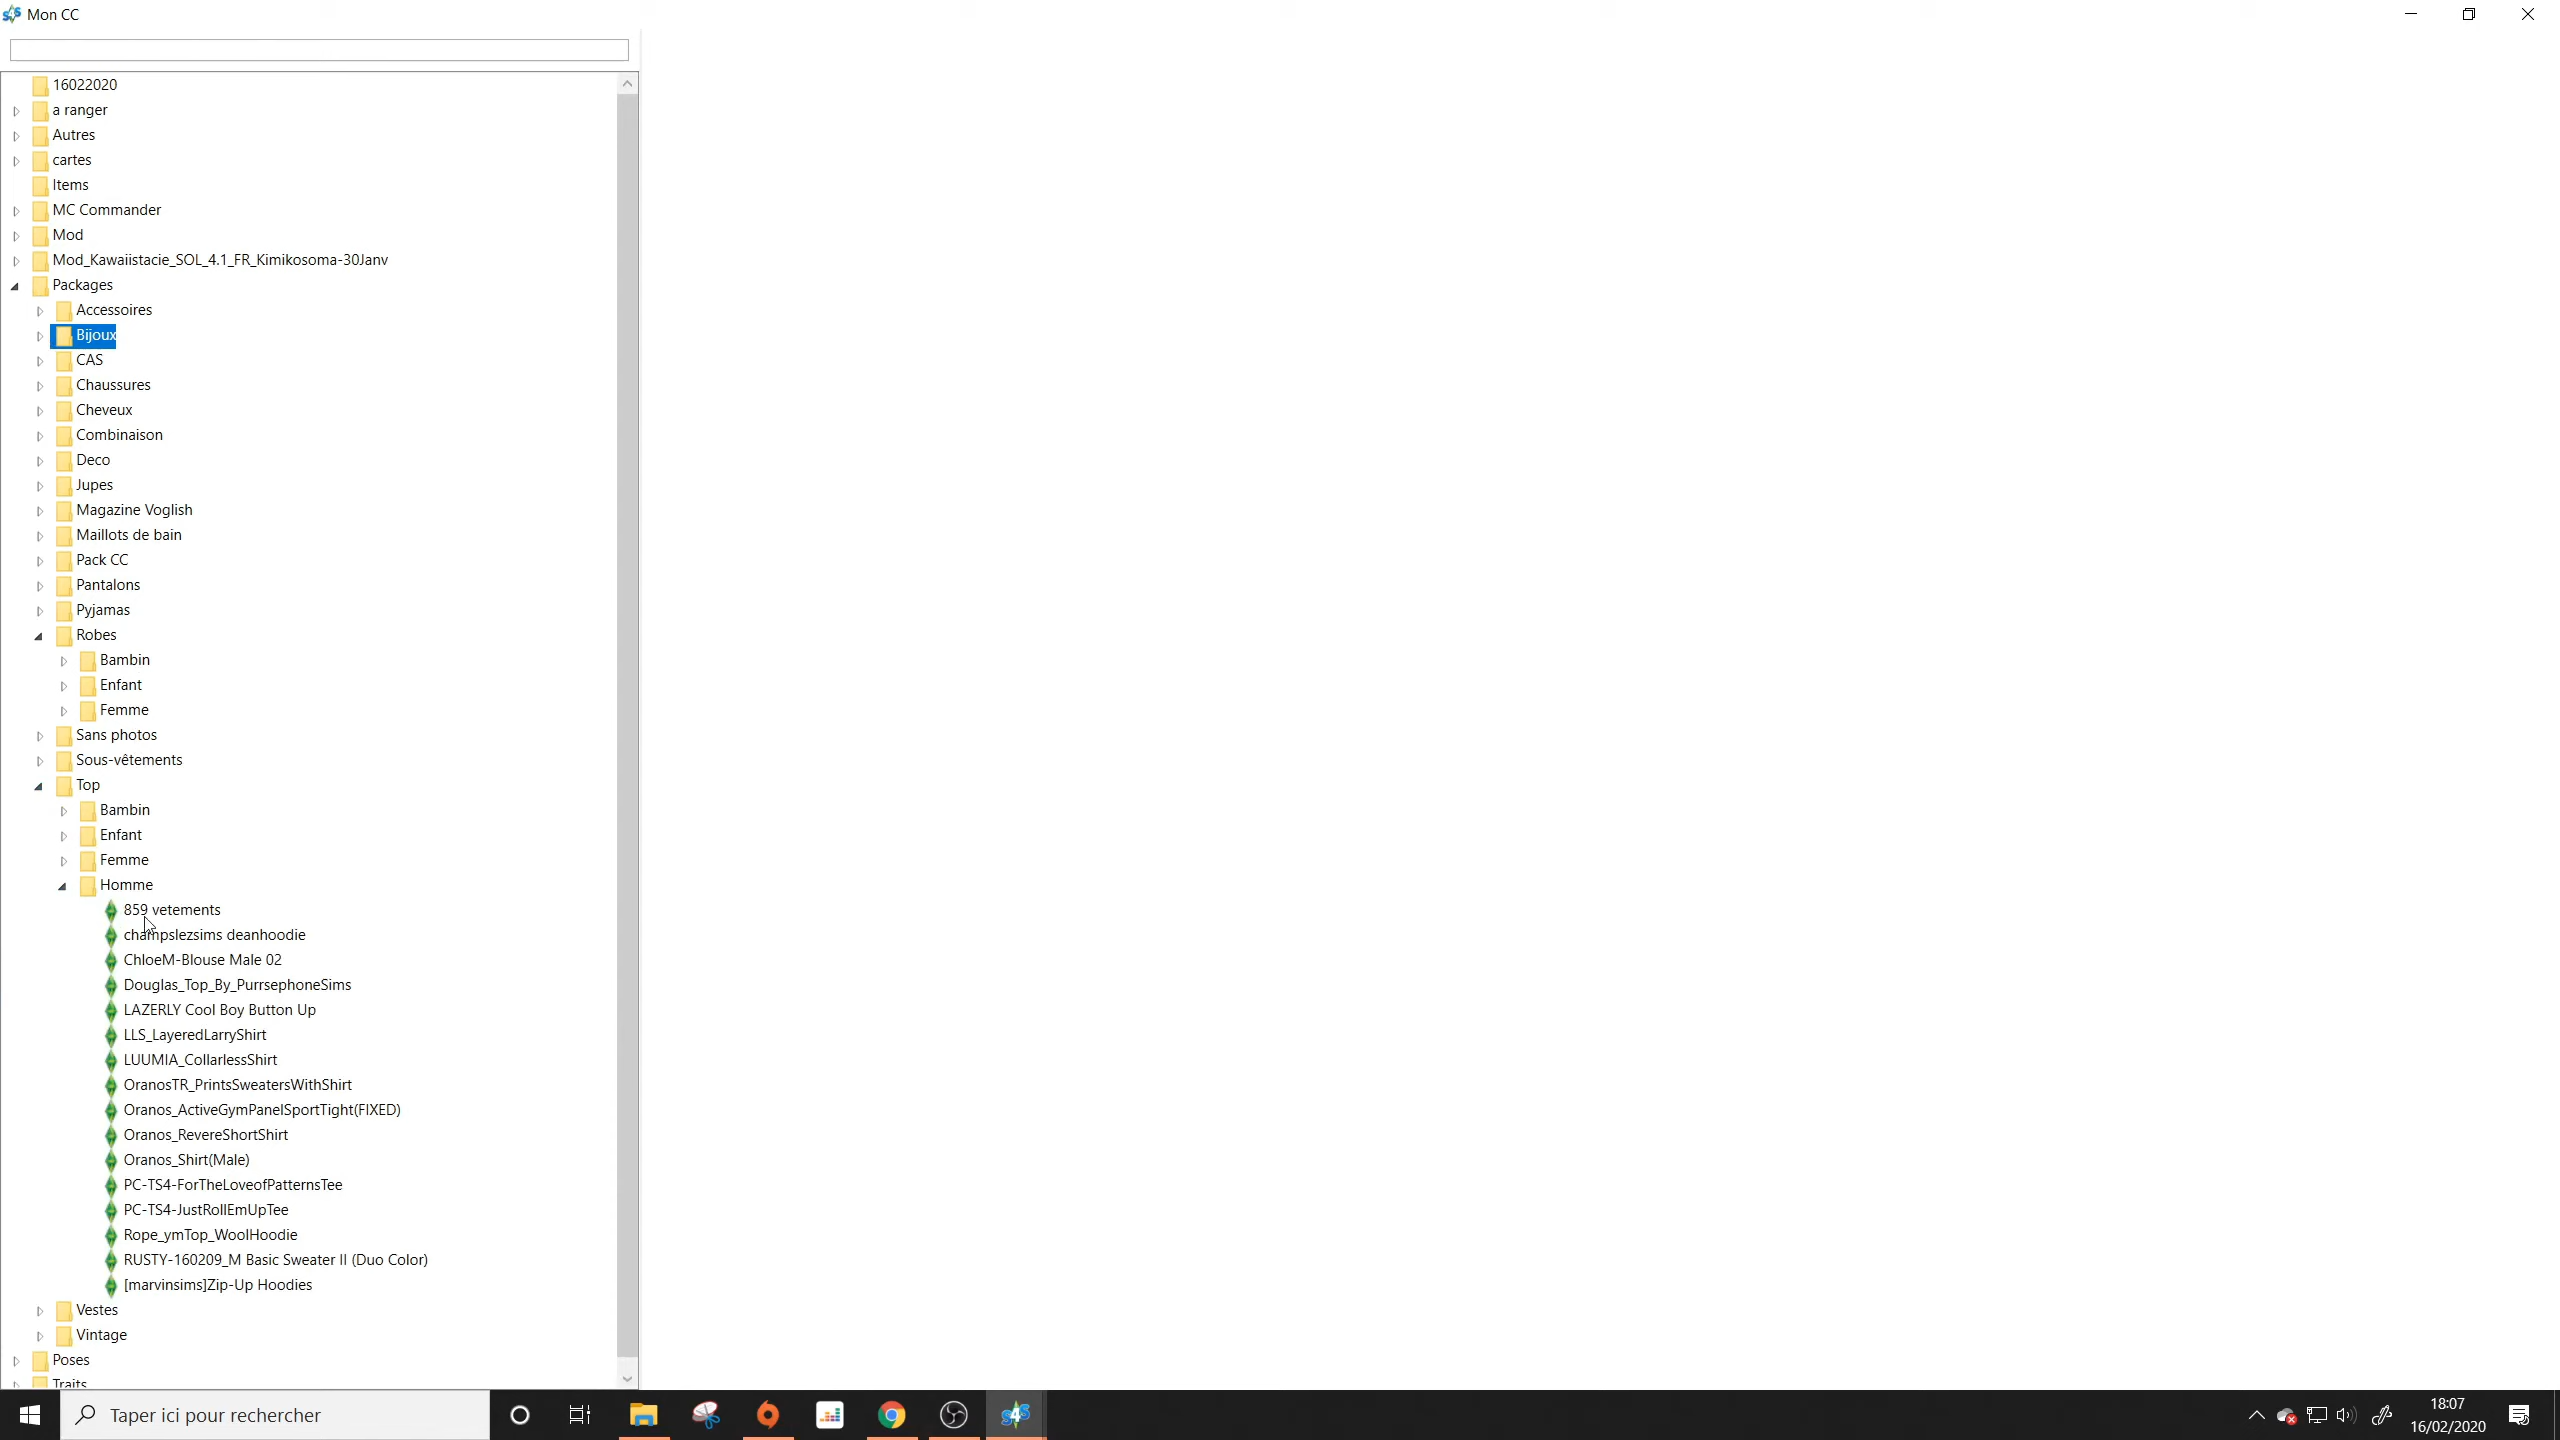 Mon CC
16022020
a ranger
Autres
cartes
Items
MC Commander
Mod
Mod_Kawaiistacie_SOL_4.1_FR_Kimikosoma-30Janv
Packages
Accessoires
Bijoux
CAS
Chaussures
Cheveux
Combinaison
Deco
Jupes
Magazine Voglish
Maillots de bain
Pack CC
Pantalons
Pyjamas
Robes
Bambin
Enfant
Femme
Sans photos
Sous-vêtements
Top
Bambin
Enfant
Femme
Homme
859 vetements
champslezsims deanhoodie
ChloeM-Blouse Male 02
Douglas_Top_By_PurrsephoneSims
LAZERLY Cool Boy Button Up
LLS_LayeredLarryShirt
LUUMIA_CollarlessShirt
OranosTR_PrintsSweatersWithShirt
Oranos_ActiveGymPanelSportTight(FIXED)
Oranos_RevereShortShirt
Oranos_Shirt(Male)
PC-TS4-ForTheLoveofPatternsTee
PC-TS4-JustRollEmUpTee
Rope_ymTop_WoolHoodie
RUSTY-160209_M Basic Sweater II (Duo Color)
[marvinsims]Zip-Up Hoodies
Vestes
Vintage
Poses
Traits
Taper ici pour rechercher
S4S
18:07
16/02/2020